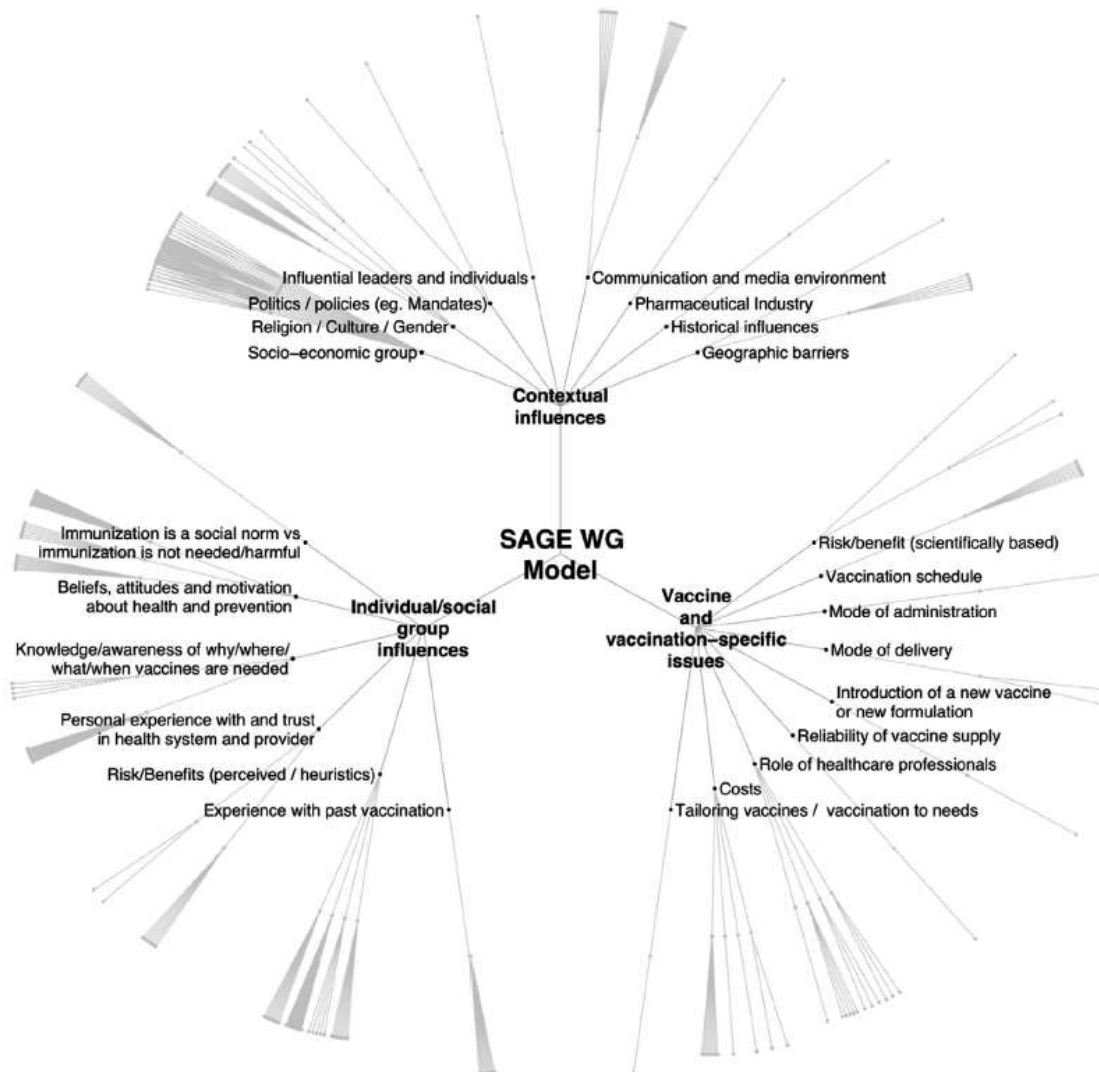 Influential leaders and individuals
Politics / policies (eg. Mandates)
Religion / Culture / Gender
Socio-economic group
Communication and media environment
Pharmaceutical Industry
Historical influences
Geographic barriers
Contextual
influences
SAGE WG
Model
Immunization is a social norm vs
immunization is not needed/harmful
Beliefs, attitudes and motivation
about health and prevention
Knowledge/awareness of why/where/
what/when vaccines are needed
Personal experience with and trust
in health system and provider
Risk/Benefits (perceived / heuristics)
Experience with past vaccination
Individual/social
group
influences
Vaccine
and
vaccination-specific
issues
Risk/benefit (scientifically based)
Vaccination schedule
Mode of administration
Mode of delivery
Introduction of a new vaccine
or new formulation
Reliability of vaccine supply
Role of healthcare professionals
Costs
Tailoring vaccines / vaccination to needs